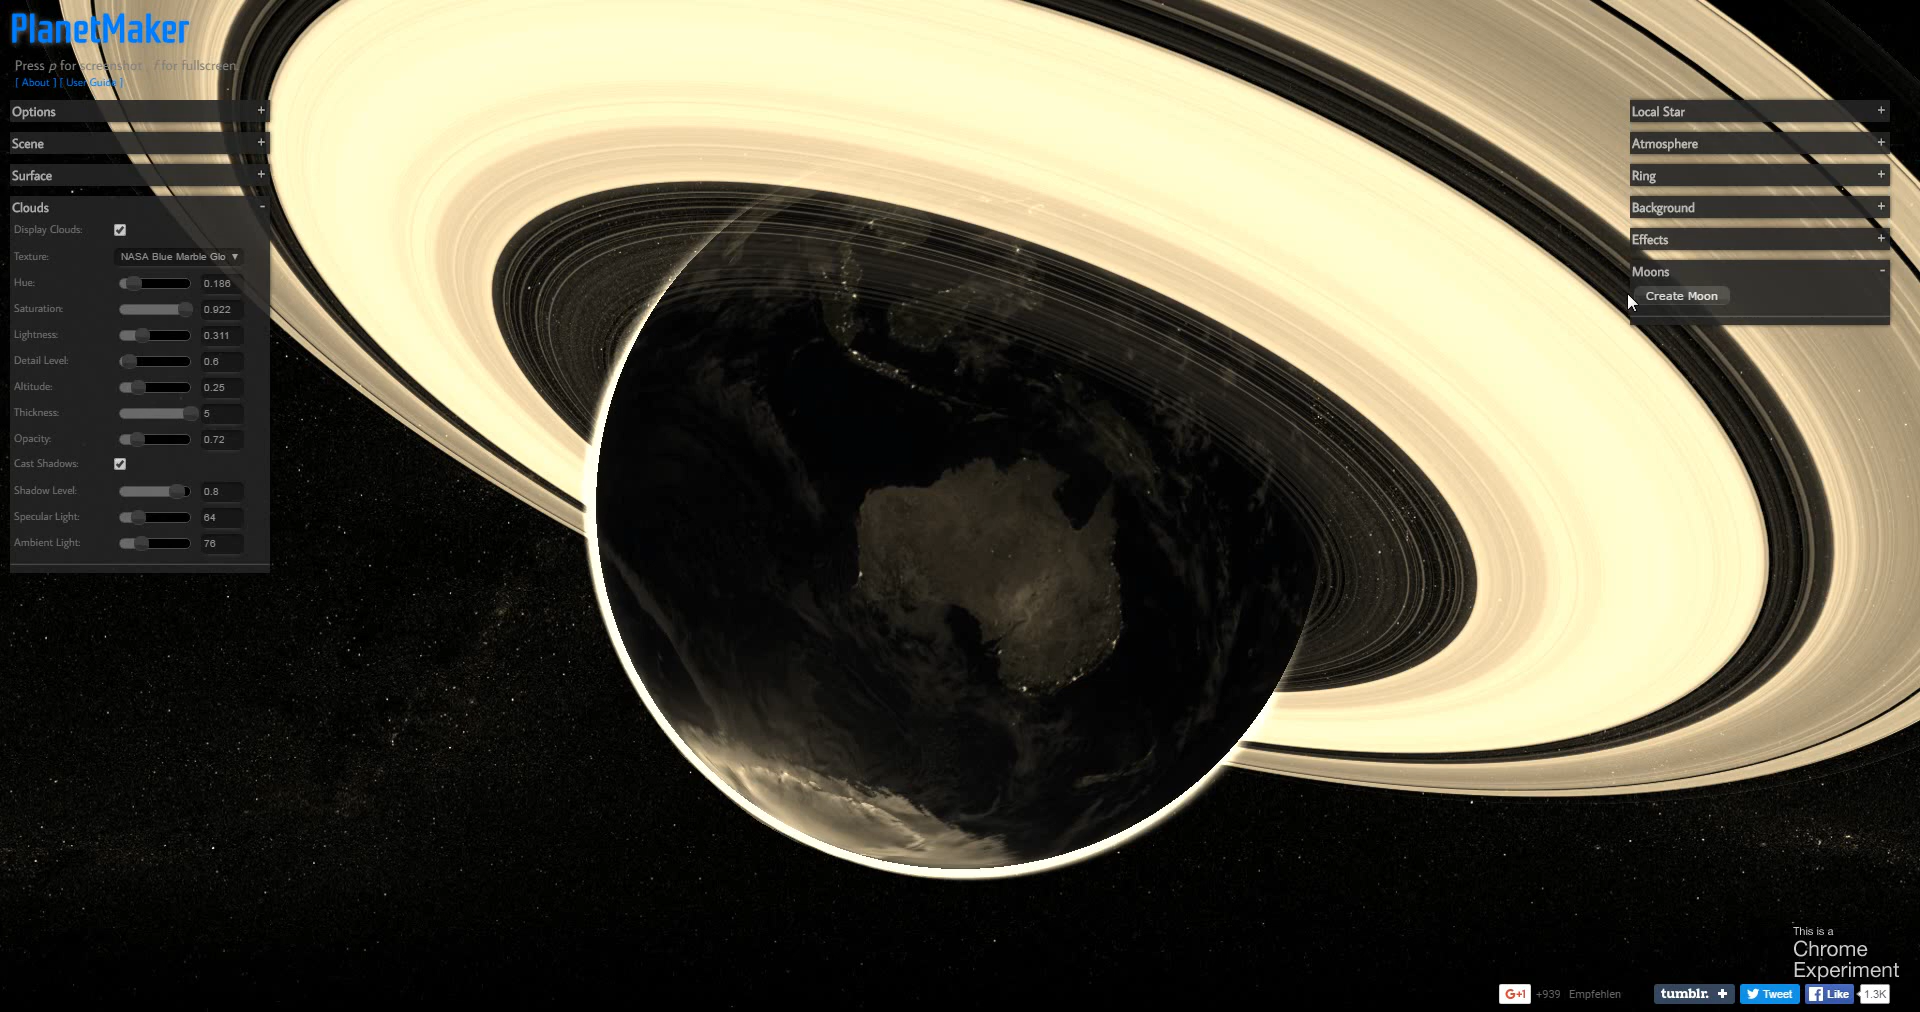 PlanetMaker
Press p for screenshot , f for fullscreen.
[ About ] [ User Guide ]
Options +
Scene +
Surface +
Clouds -
Display Clouds:
Texture: NASA Blue Marble Glo ▼
Hue: 0.186
Saturation: 0.922
Lightness: 0.311
Detail Level: 0.6
Altitude: 0.25
Thickness: 5
Opacity: 0.72
Cast Shadows:
Shadow Level: 0.8
Specular Light: 64
Ambient Light: 76
Local Star +
Atmosphere +
Ring +
Background +
Effects +
Moons -
Create Moon
This is a
Chrome
Experiment
G+1 +939 Empfehlen tumblr. + Tweet Like 1.3K